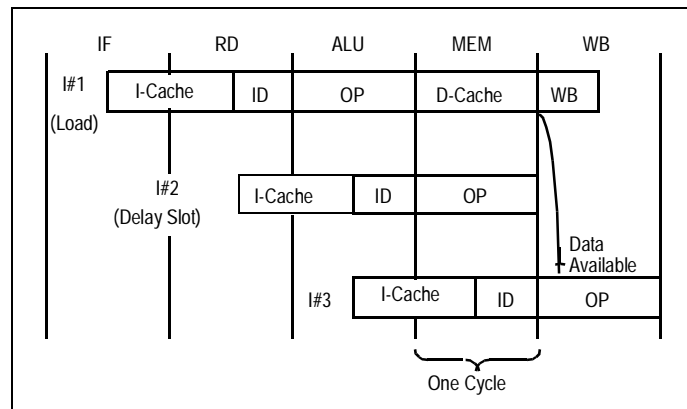 IF RD ALU MEM WB
I#1 I-Cache ID OP D-Cache WB
(Load)
I#2 I-Cache ID OP
(Delay Slot)
Data
Available
I#3 I-Cache ID OP
One Cycle